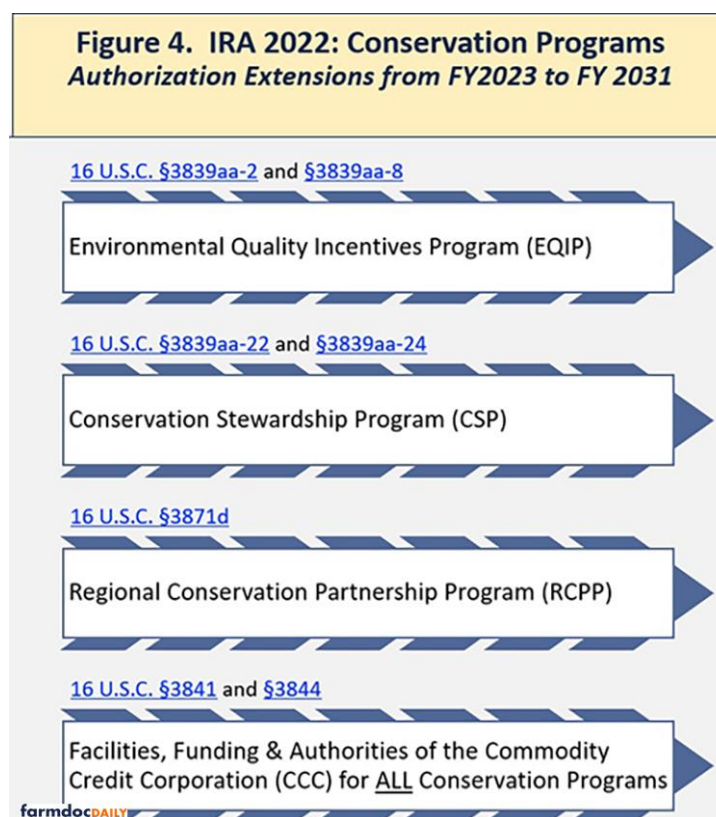 Figure 4.  IRA 2022: Conservation Programs
Authorization Extensions from FY2023 to FY 2031
16 U.S.C. §3839aa-2 and §3839aa-8
Environmental Quality Incentives Program (EQIP)
16 U.S.C. §3839aa-22 and §3839aa-24
Conservation Stewardship Program (CSP)
16 U.S.C. §3871d
Regional Conservation Partnership Program (RCPP)
16 U.S.C. §3841 and §3844
Facilities, Funding & Authorities of the Commodity
Credit Corporation (CCC) for ALL Conservation Programs
farmdocDAILY